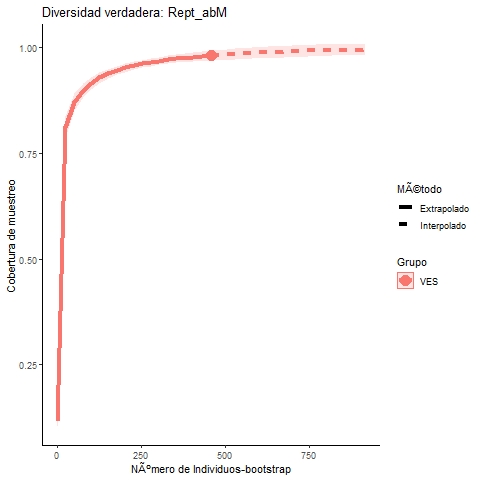 Diversidad verdadera: Rept_abM
1.00
0.75
0.50
0.25
Cobertura de muestreo
0
250
500
750
NÃºmero de Individuos-bootstrap
MÃ©todo
Extrapolado
Interpolado
Grupo
VES